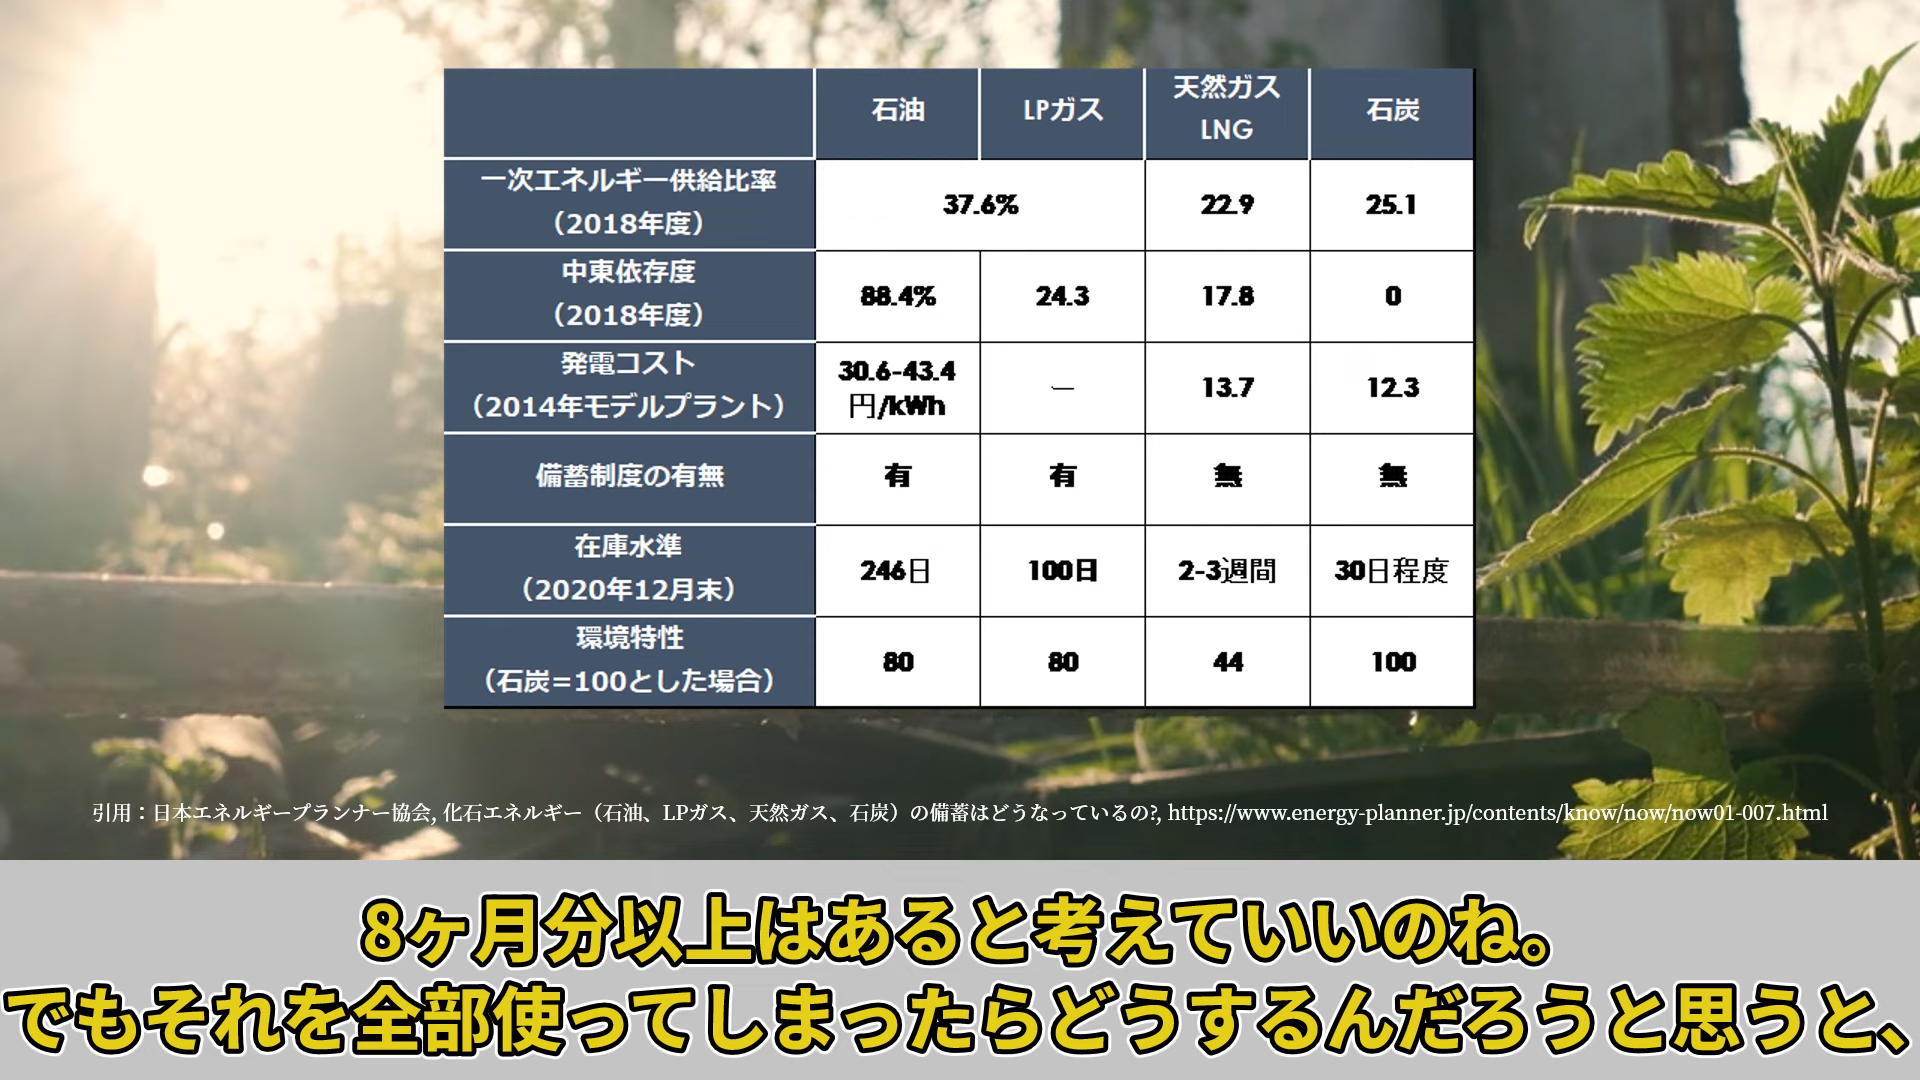 石油
LPガス
天然ガス
LNG
石炭
一次エネルギー供給比率
（2018年度）
37.6%
22.9
25.1
中東依存度
（2018年度）
88.4%
24.3
17.8
0
発電コスト
（2014年モデルプラント）
30.6-43.4
円/kWh
—
13.7
12.3
備蓄制度の有無
有
有
無
無
在庫水準
（2020年12月末）
246日
100日
2-3週間
30日程度
環境特性
（石炭=100とした場合）
80
80
44
100
引用：日本エネルギープランナー協会, 化石エネルギー（石油、LPガス、天然ガス、石炭）の備蓄はどうなっているの?, https://www.energy-planner.jp/contents/know/now/now01-007.html
8ヶ月分以上はあると考えていいのね。
でもそれを全部使ってしまったらどうするんだろうと思うと、